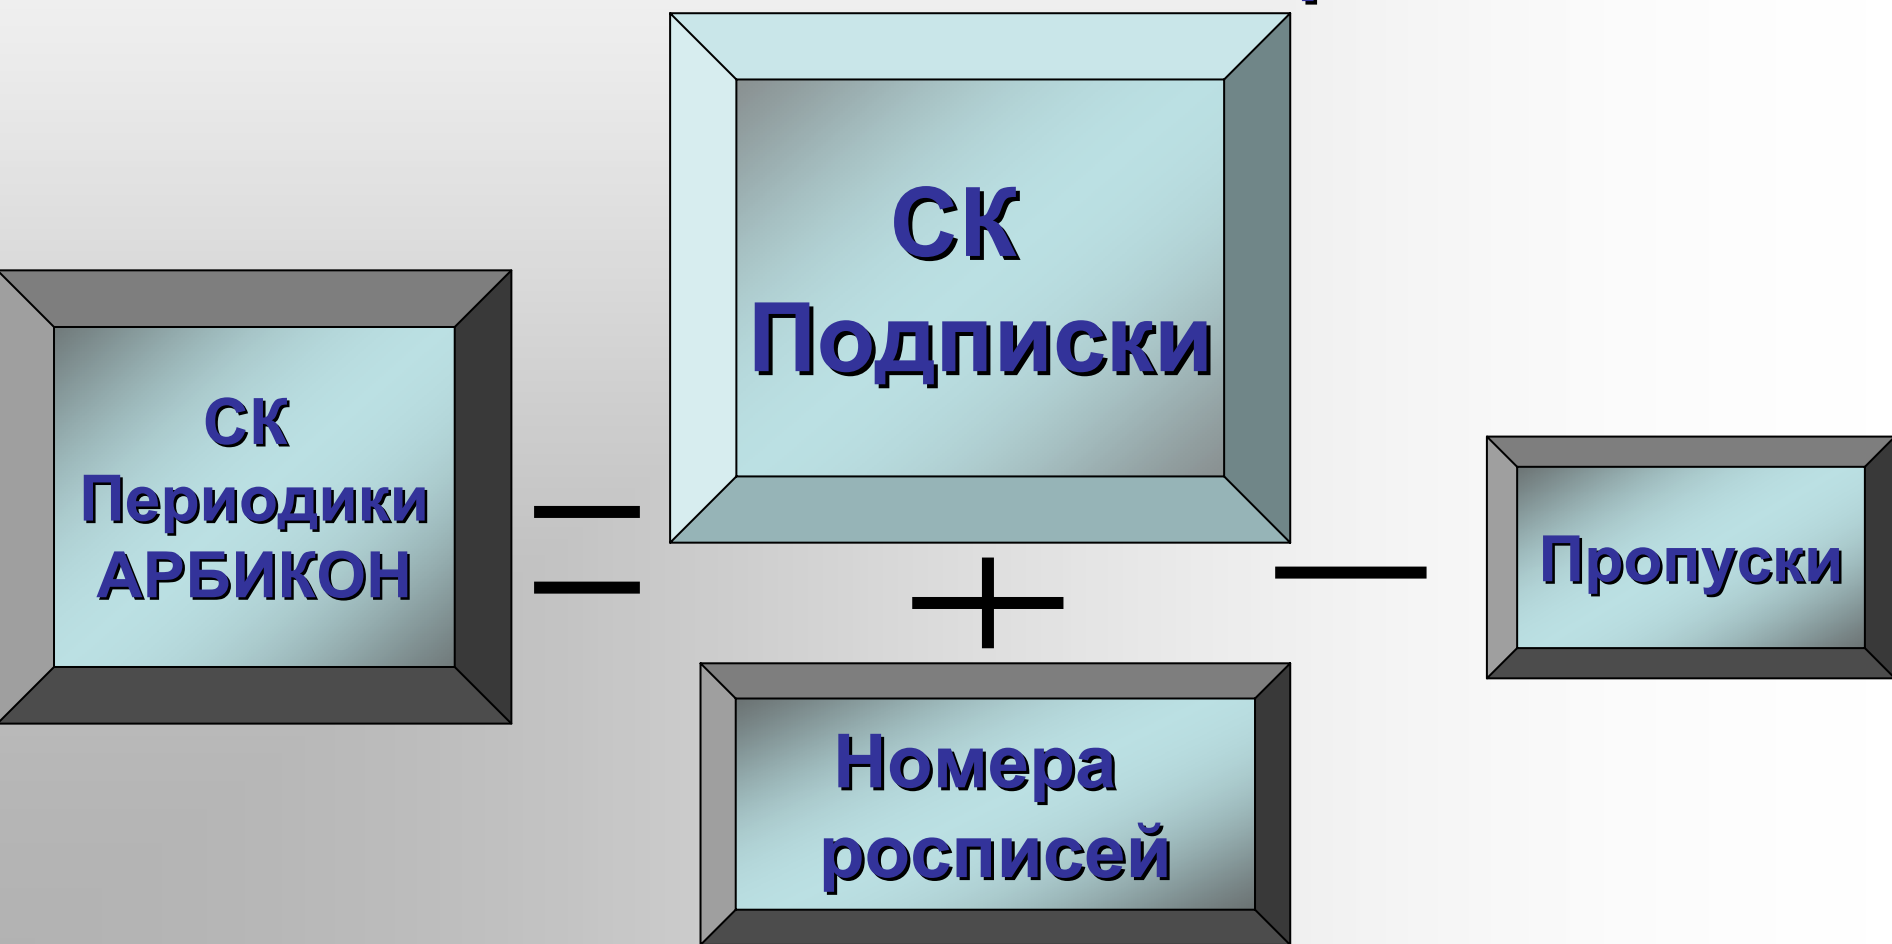 СК
Периодики
АРБИКОН
=
СК
Подписки
+
Номера
росписей
—
Пропуски